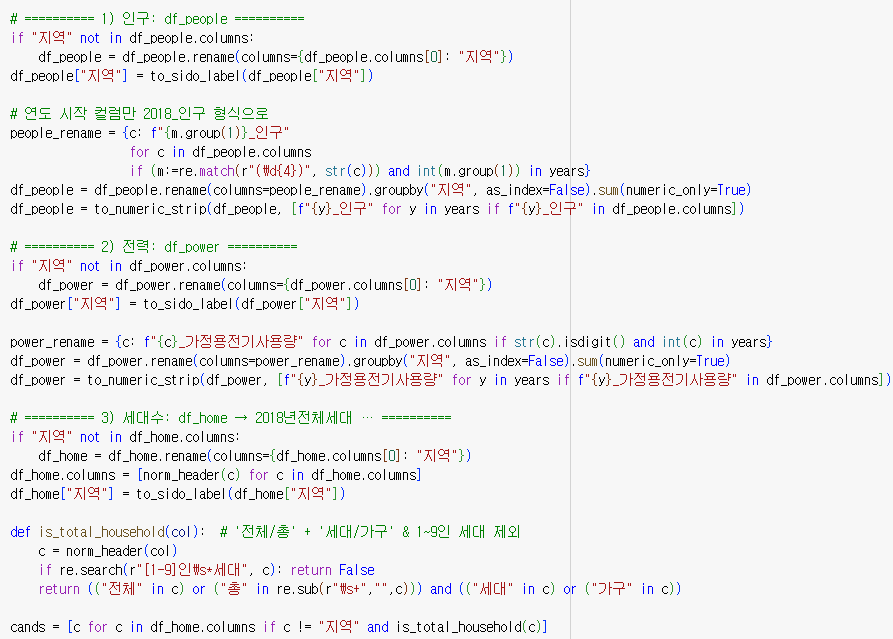 # ========== 1) 인구: df_people ==========
if "지역" not in df_people.columns:
    df_people = df_people.rename(columns={df_people.columns[0]: "지역"})
df_people["지역"] = to_sido_label(df_people["지역"])

# 연도 시작 컬럼만 2018_인구 형식으로
people_rename = {c: f"{m.group(1)}_인구"
                 for c in df_people.columns
                 if (m:=re.match(r"(₩d{4})", str(c))) and int(m.group(1)) in years}
df_people = df_people.rename(columns=people_rename).groupby("지역", as_index=False).sum(numeric_only=True)
df_people = to_numeric_strip(df_people, [f"{y}_인구" for y in years if f"{y}_인구" in df_people.columns])

# ========== 2) 전력: df_power ==========
if "지역" not in df_power.columns:
    df_power = df_power.rename(columns={df_power.columns[0]: "지역"})
df_power["지역"] = to_sido_label(df_power["지역"])

power_rename = {c: f"{c}_가정용전기사용량" for c in df_power.columns if str(c).isdigit() and int(c) in years}
df_power = df_power.rename(columns=power_rename).groupby("지역", as_index=False).sum(numeric_only=True)
df_power = to_numeric_strip(df_power, [f"{y}_가정용전기사용량" for y in years if f"{y}_가정용전기사용량" in df_power.columns])

# ========== 3) 세대수: df_home → 2018년전체세대 … ==========
if "지역" not in df_home.columns:
    df_home = df_home.rename(columns={df_home.columns[0]: "지역"})
df_home.columns = [norm_header(c) for c in df_home.columns]
df_home["지역"] = to_sido_label(df_home["지역"])

def is_total_household(col):  # '전체/총' + '세대/가구' & 1~9인 세대 제외
    c = norm_header(col)
    if re.search(r"[1-9]인₩s*세대", c): return False
    return (("전체" in c) or ("총" in re.sub(r"₩s+","",c))) and (("세대" in c) or ("가구" in c))

cands = [c for c in df_home.columns if c != "지역" and is_total_household(c)]